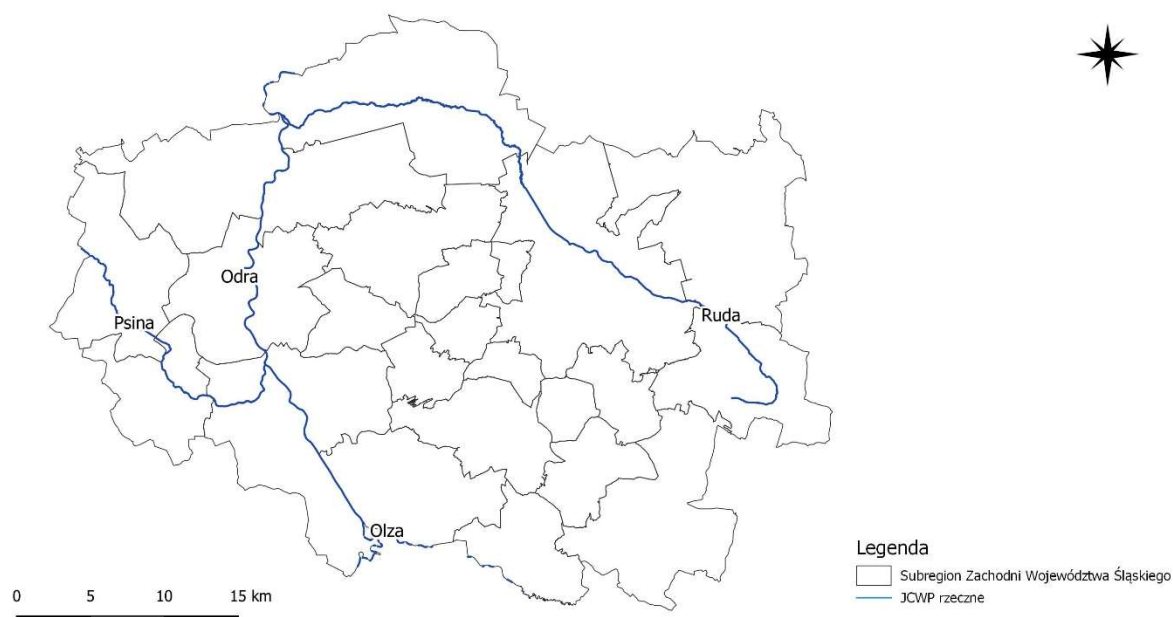 Odra
Psina
Ruda
Olza
Legenda
Subregion Zachodni Województwa Śląskiego
JCWP rzeczne
0 5 10 15 km